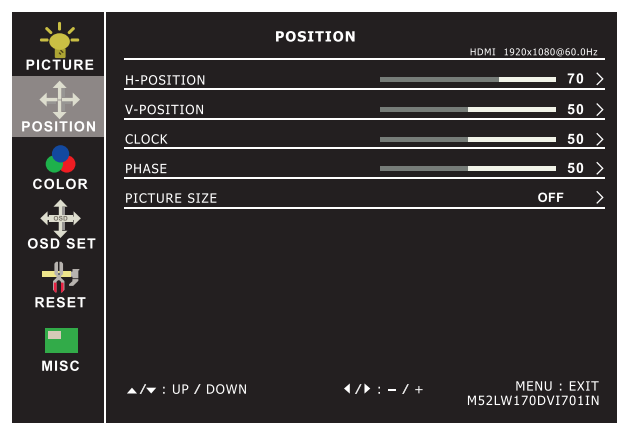 PICTURE
POSITION
COLOR
OSD
OSD SET
RESET
MISC
POSITION
HDMI 1920x1080@60.0Hz
H-POSITION 70
V-POSITION 50
CLOCK 50
PHASE 50
PICTURE SIZE OFF
▲/▼ : UP / DOWN ◀/▶ : – / + MENU : EXIT
M52LW170DVI701IN